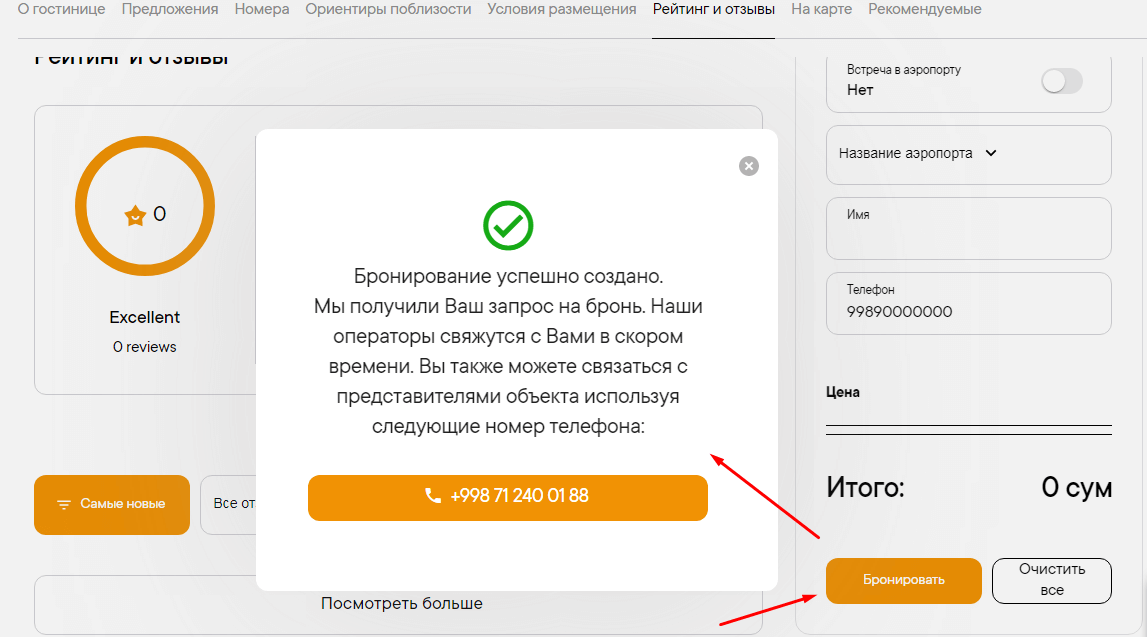 О гостинице Предложения Номера Ориентиры поблизости Условия размещения Рейтинг и отзывы На карте Рекомендуемые
Рейтинг и отзывы
0
Excellent
0 reviews
Самые новые
Все от
Посмотреть больше
Бронирование успешно создано.
Мы получили Ваш запрос на бронь. Наши
операторы свяжутся с Вами в скором
времени. Вы также можете связаться с
представителями объекта используя
следующие номер телефона:
+998 71 240 01 88
Встреча в аэропорту
Нет
Название аэропорта
Имя
Телефон
99890000000
Цена
Итого: 0 сум
Бронировать
Очистить
все